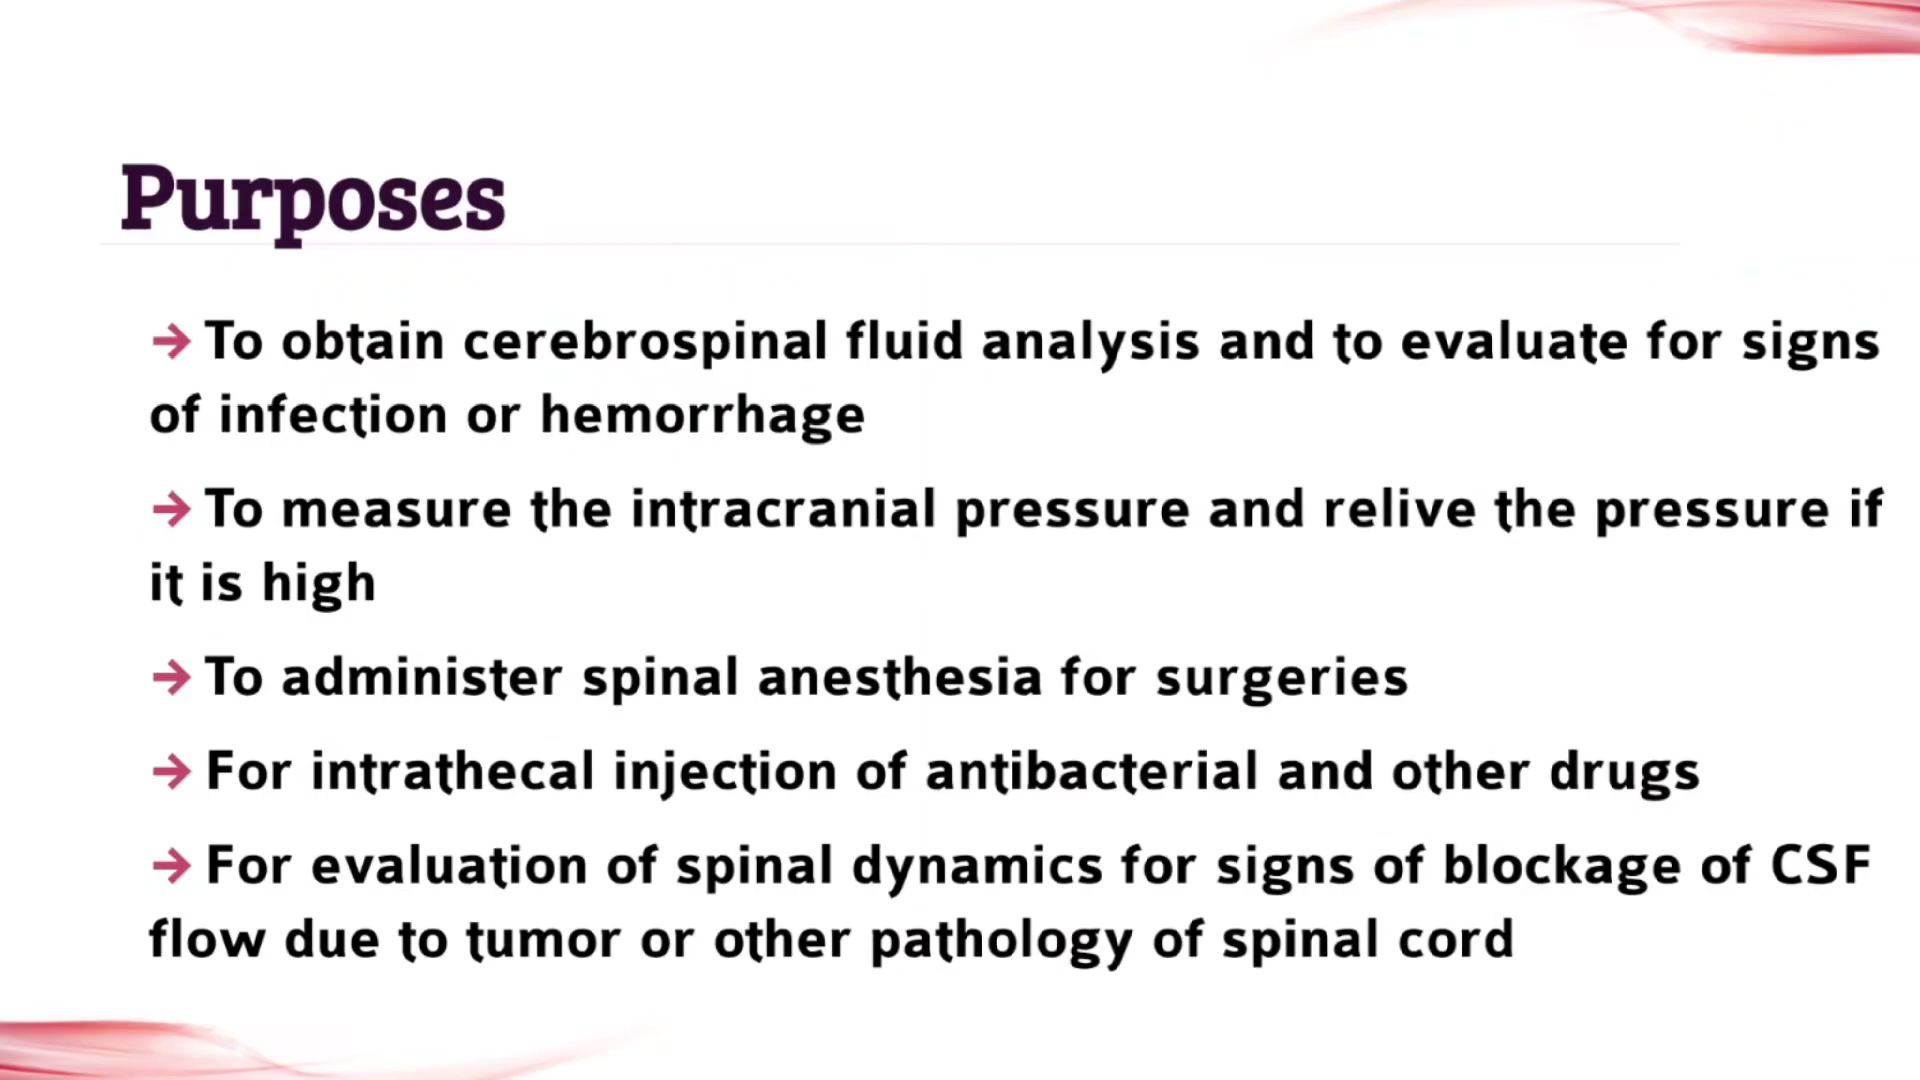 Purposes
→ To obtain cerebrospinal fluid analysis and to evaluate for signs
of infection or hemorrhage
→ To measure the intracranial pressure and relive the pressure if
it is high
→ To administer spinal anesthesia for surgeries
→ For intrathecal injection of antibacterial and other drugs
→ For evaluation of spinal dynamics for signs of blockage of CSF
flow due to tumor or other pathology of spinal cord